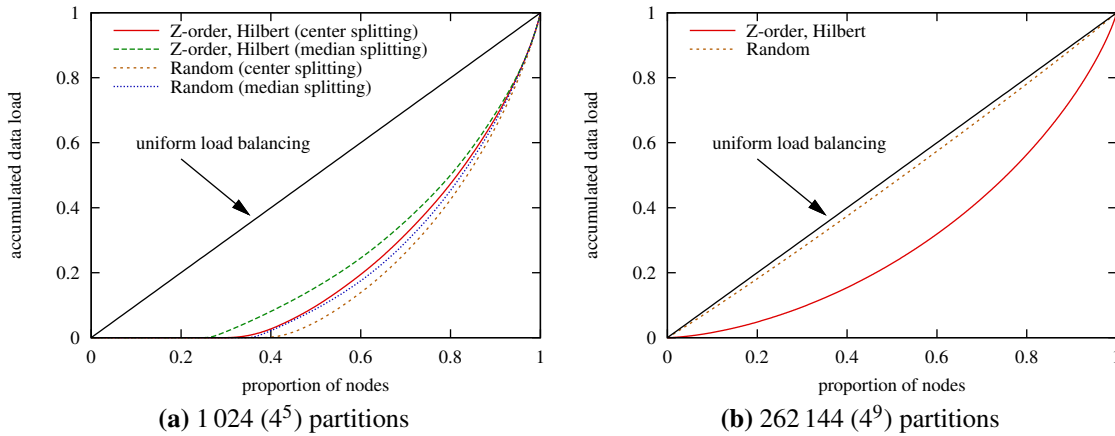 1
0.8
0.6
0.4
0.2
0
0 0.2 0.4 0.6 0.8 1
accumulated data load
proportion of nodes
Z-order, Hilbert (center splitting)
Z-order, Hilbert (median splitting)
Random (center splitting)
Random (median splitting)
uniform load balancing
(a) 1 024 (4⁵) partitions
1
0.8
0.6
0.4
0.2
0
0 0.2 0.4 0.6 0.8 1
accumulated data load
proportion of nodes
Z-order, Hilbert
Random
uniform load balancing
(b) 262 144 (4⁹) partitions